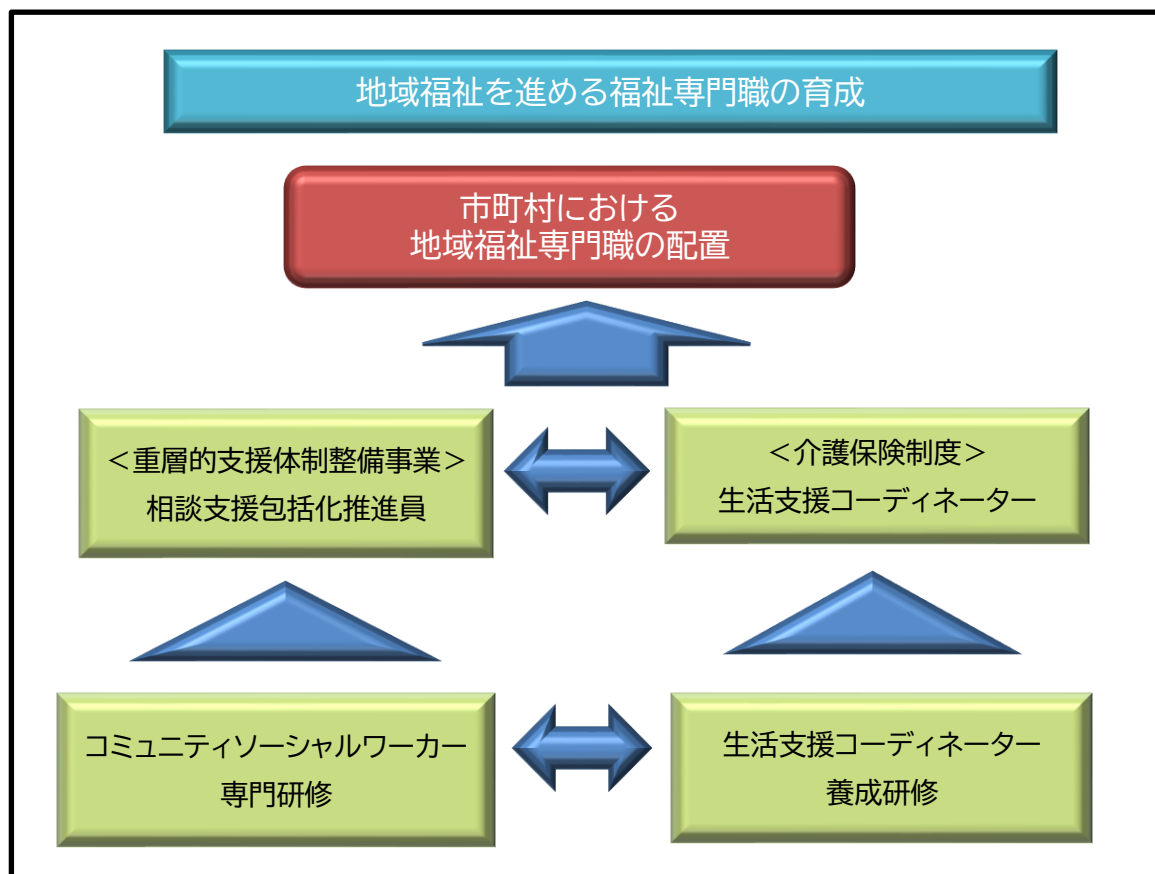 地域福祉を進める福祉専門職の育成
市町村における
地域福祉専門職の配置
＜重層的支援体制整備事業＞
相談支援包括化推進員
＜介護保険制度＞
生活支援コーディネーター
コミュニティソーシャルワーカー
専門研修
生活支援コーディネーター
養成研修